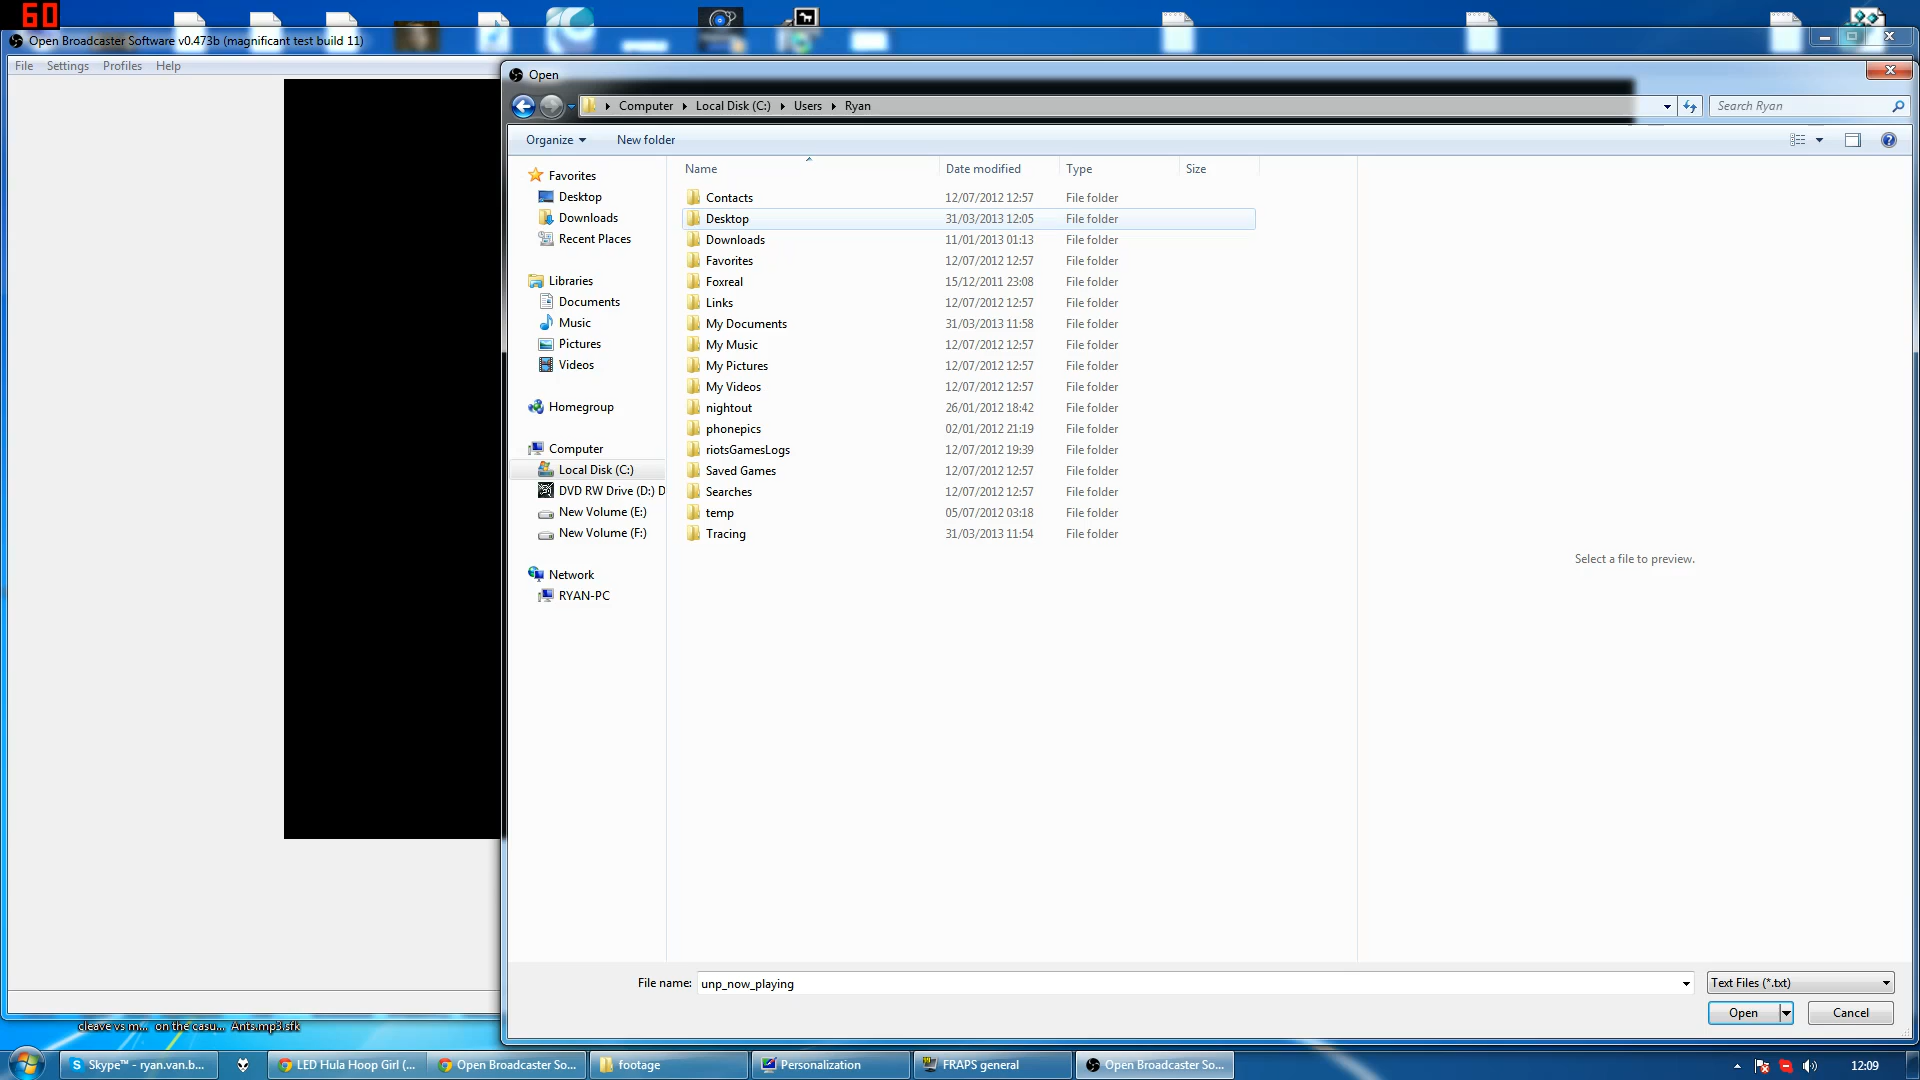 60
Open Broadcaster Software v0.473b (magnificant test build 11)
File Settings Profiles Help
Open
Computer Local Disk (C:) Users Ryan
Search Ryan
Organize New folder
Name Date modified Type Size
Favorites
Desktop
Downloads
Recent Places
Libraries
Documents
Music
Pictures
Videos
Homegroup
Computer
Local Disk (C:)
DVD RW Drive (D:) D
New Volume (E:)
New Volume (F:)
Network
RYAN-PC
Contacts 12/07/2012 12:57 File folder
Desktop 31/03/2013 12:05 File folder
Downloads 11/01/2013 01:13 File folder
Favorites 12/07/2012 12:57 File folder
Foxreal 15/12/2011 23:08 File folder
Links 12/07/2012 12:57 File folder
My Documents 31/03/2013 11:58 File folder
My Music 12/07/2012 12:57 File folder
My Pictures 12/07/2012 12:57 File folder
My Videos 12/07/2012 12:57 File folder
nightout 26/01/2012 18:42 File folder
phonepics 02/01/2012 21:19 File folder
riotsGamesLogs 12/07/2012 19:39 File folder
Saved Games 12/07/2012 12:57 File folder
Searches 12/07/2012 12:57 File folder
temp 05/07/2012 03:18 File folder
Tracing 31/03/2013 11:54 File folder
Select a file to preview.
File name: unp_now_playing
Text Files (*.txt)
Open Cancel
cleave vs m... on the casu... Ants.mp3.sfk
Skype™ - ryan.van.b... LED Hula Hoop Girl (... Open Broadcaster So... footage Personalization FRAPS general Open Broadcaster So... 12:09